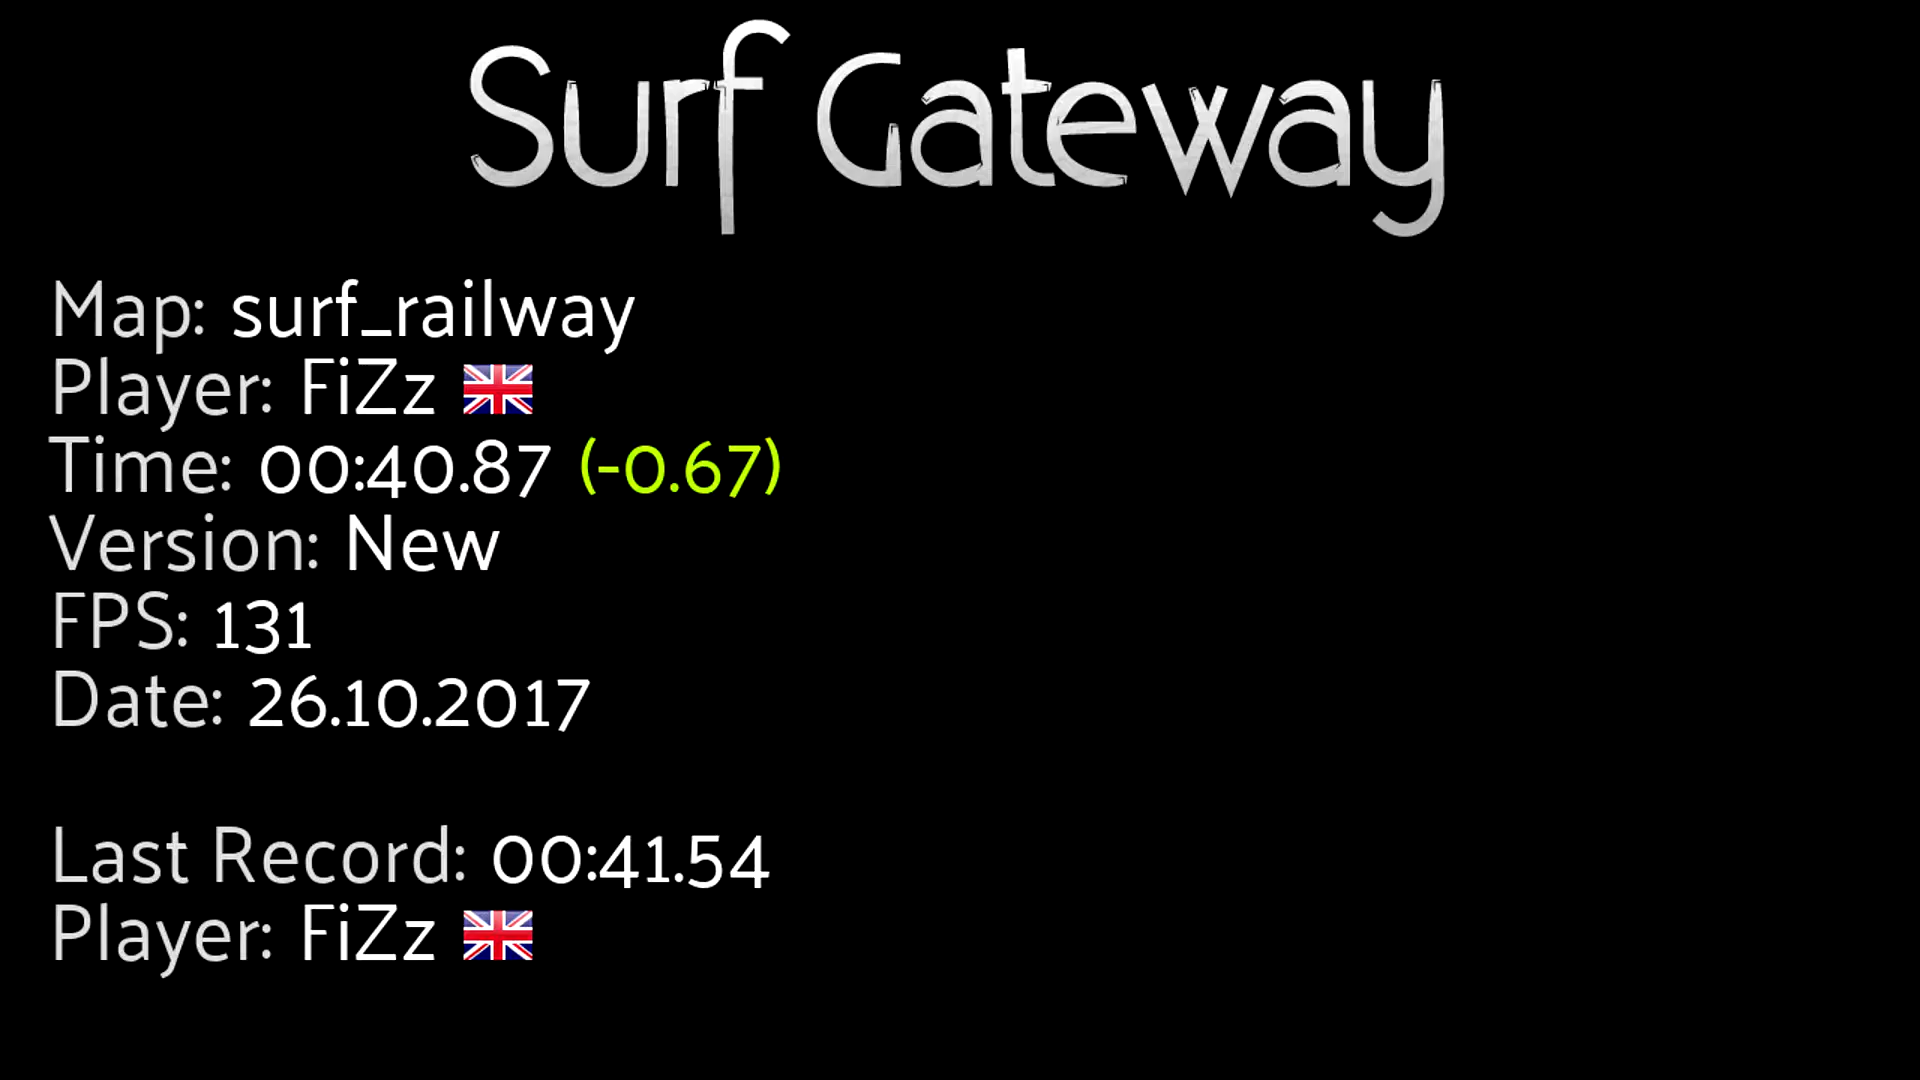 Surf Gateway
Map: surf_railway
Player: FiZz
Time: 00:40.87 (-0.67)
Version: New
FPS: 131
Date: 26.10.2017
Last Record: 00:41.54
Player: FiZz